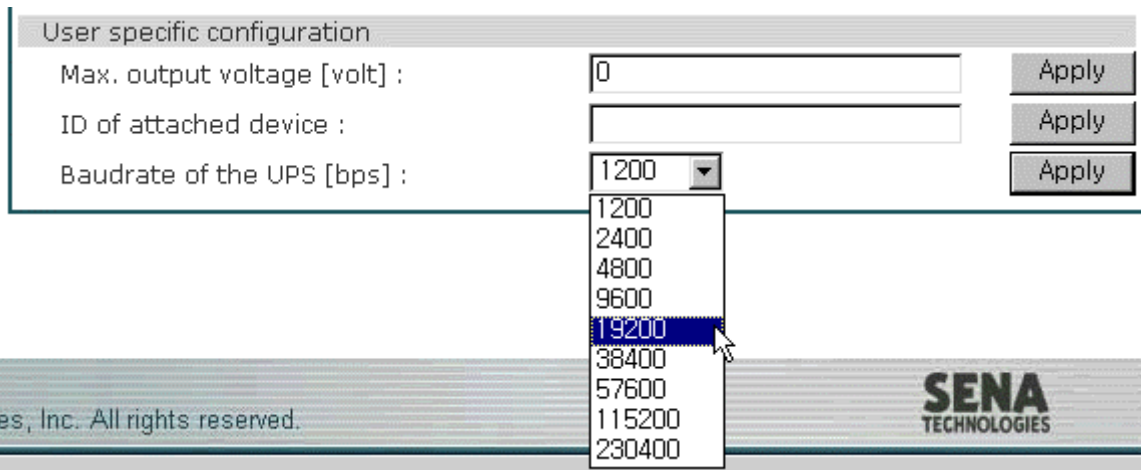 User specific configuration
Max. output voltage [volt] : 0 Apply
ID of attached device : Apply
Baudrate of the UPS [bps] : 1200 Apply
1200
2400
4800
9600
19200
38400
57600
115200
230400
es, Inc. All rights reserved.
SENA
TECHNOLOGIES